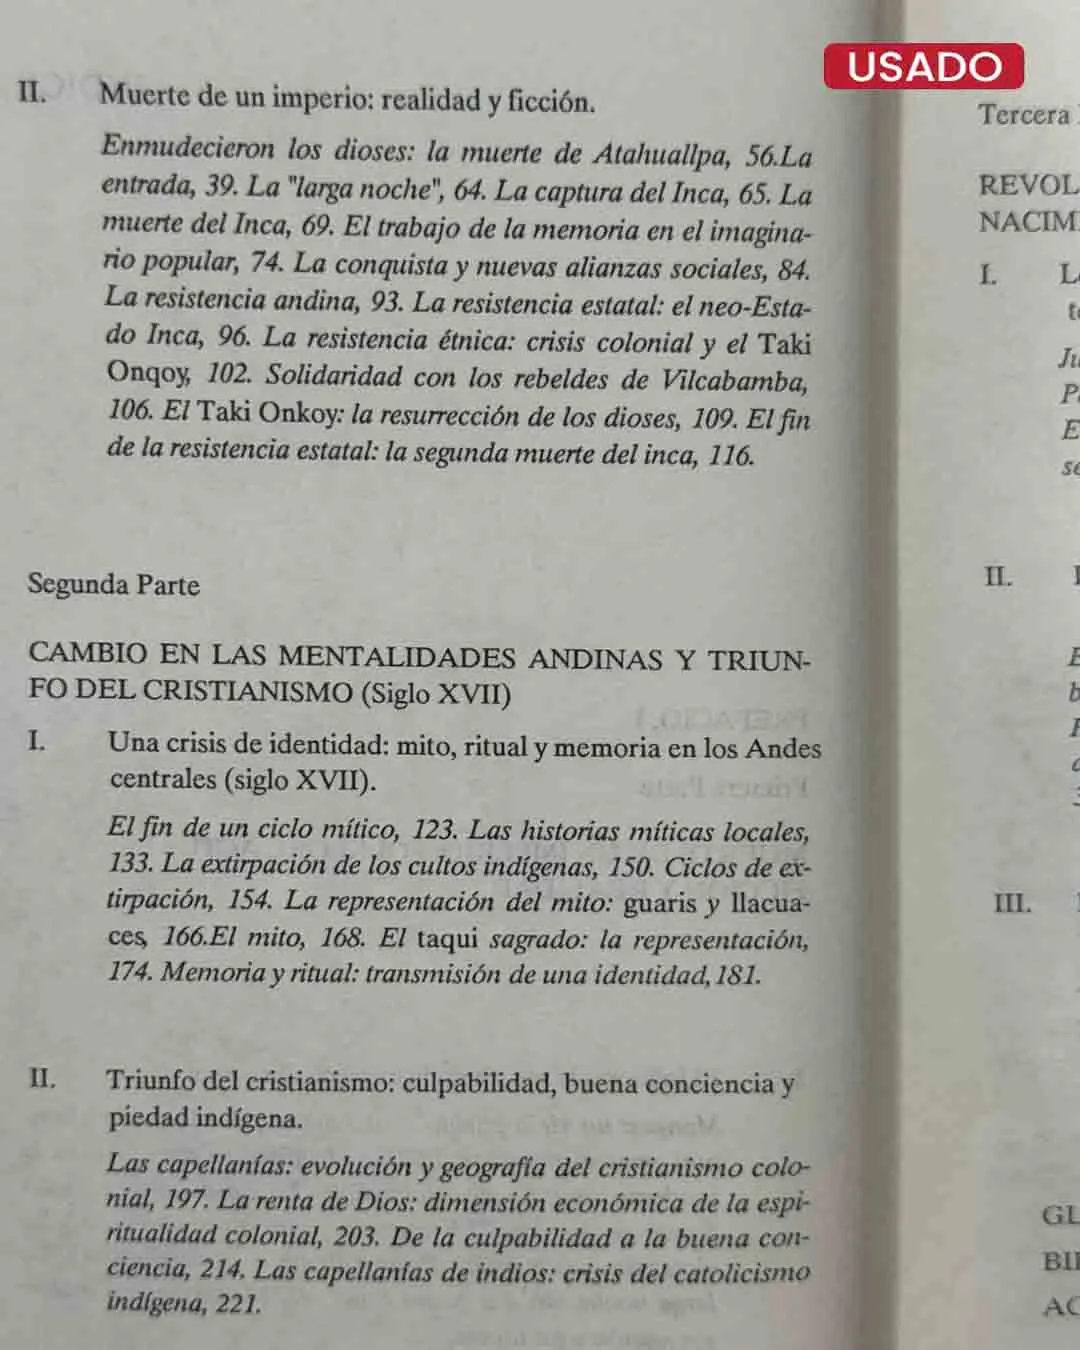 USADO
II. Muerte de un imperio: realidad y ficción.
Enmudecieron los dioses: la muerte de Atahuallpa, 56.La
entrada, 39. La "larga noche", 64. La captura del Inca, 65. La
muerte del Inca, 69. El trabajo de la memoria en el imagina-
rio popular, 74. La conquista y nuevas alianzas sociales, 84.
La resistencia andina, 93. La resistencia estatal: el neo-Esta-
do Inca, 96. La resistencia étnica: crisis colonial y el Taki
Onqoy, 102. Solidaridad con los rebeldes de Vilcabamba,
106. El Taki Onkoy: la resurrección de los dioses, 109. El fin
de la resistencia estatal: la segunda muerte del inca, 116.
Segunda Parte
CAMBIO EN LAS MENTALIDADES ANDINAS Y TRIUN-
FO DEL CRISTIANISMO (Siglo XVII)
I. Una crisis de identidad: mito, ritual y memoria en los Andes
centrales (siglo XVII).
El fin de un ciclo mítico, 123. Las historias míticas locales,
133. La extirpación de los cultos indígenas, 150. Ciclos de ex-
tirpación, 154. La representación del mito: guaris y llacua-
ces, 166.El mito, 168. El taqui sagrado: la representación,
174. Memoria y ritual: transmisión de una identidad, 181.
II. Triunfo del cristianismo: culpabilidad, buena conciencia y
piedad indígena.
Las capellanías: evolución y geografía del cristianismo colo-
nial, 197. La renta de Dios: dimensión económica de la espi-
ritualidad colonial, 203. De la culpabilidad a la buena con-
ciencia, 214. Las capellanías de indios: crisis del catolicismo
indígena, 221.
Tercera
REVOL
NACIM
I.
II.
III.
GL
BI
AC